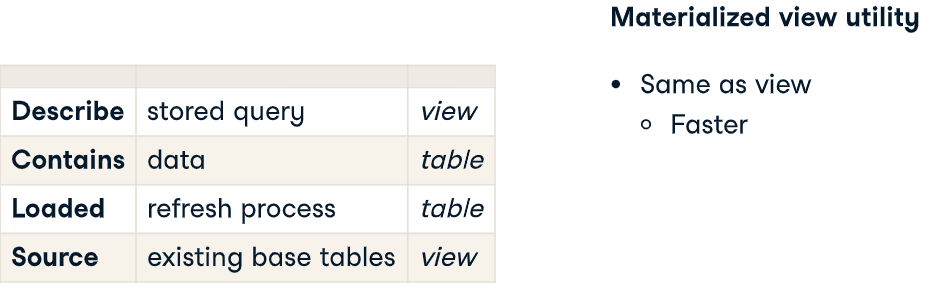 Materialized view utility
Describe stored query view
Contains data table
Loaded refresh process table
Source existing base tables view
• Same as view
○ Faster